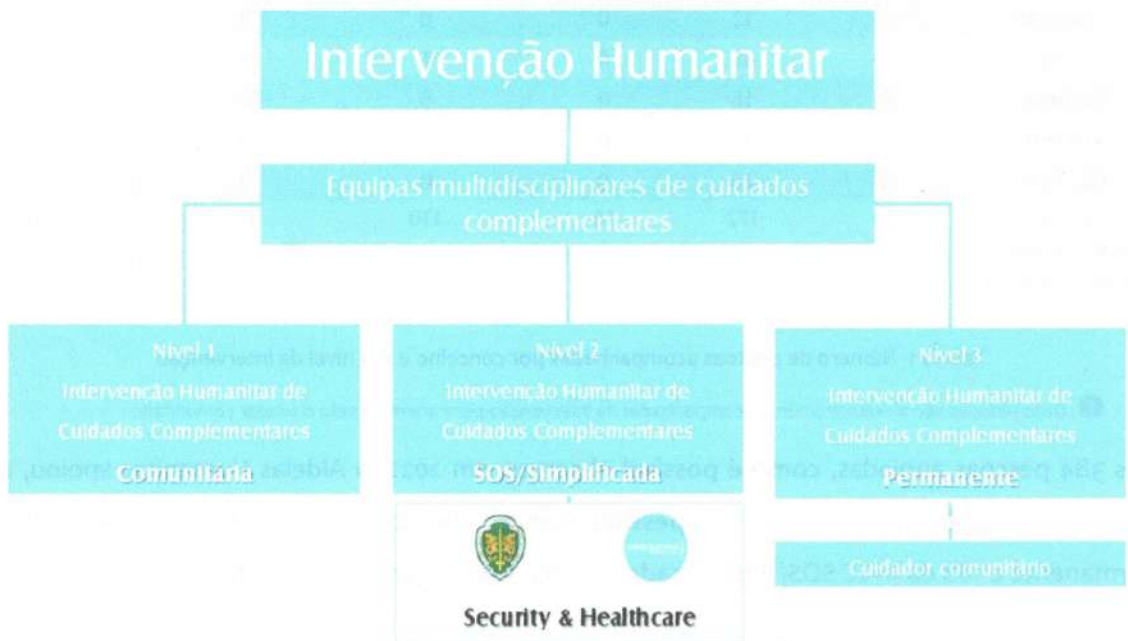 Intervenção Humanitar
Equipas multidisciplinares de cuidados
complementares
Nível 1
Intervenção Humanitar de
Cuidados Complementares
Comunitária
Nível 2
Intervenção Humanitar de
Cuidados Complementares
SOS/Simplificada
Nível 3
Intervenção Humanitar de
Cuidados Complementares
Permanente
Cuidador comunitário
Security & Healthcare